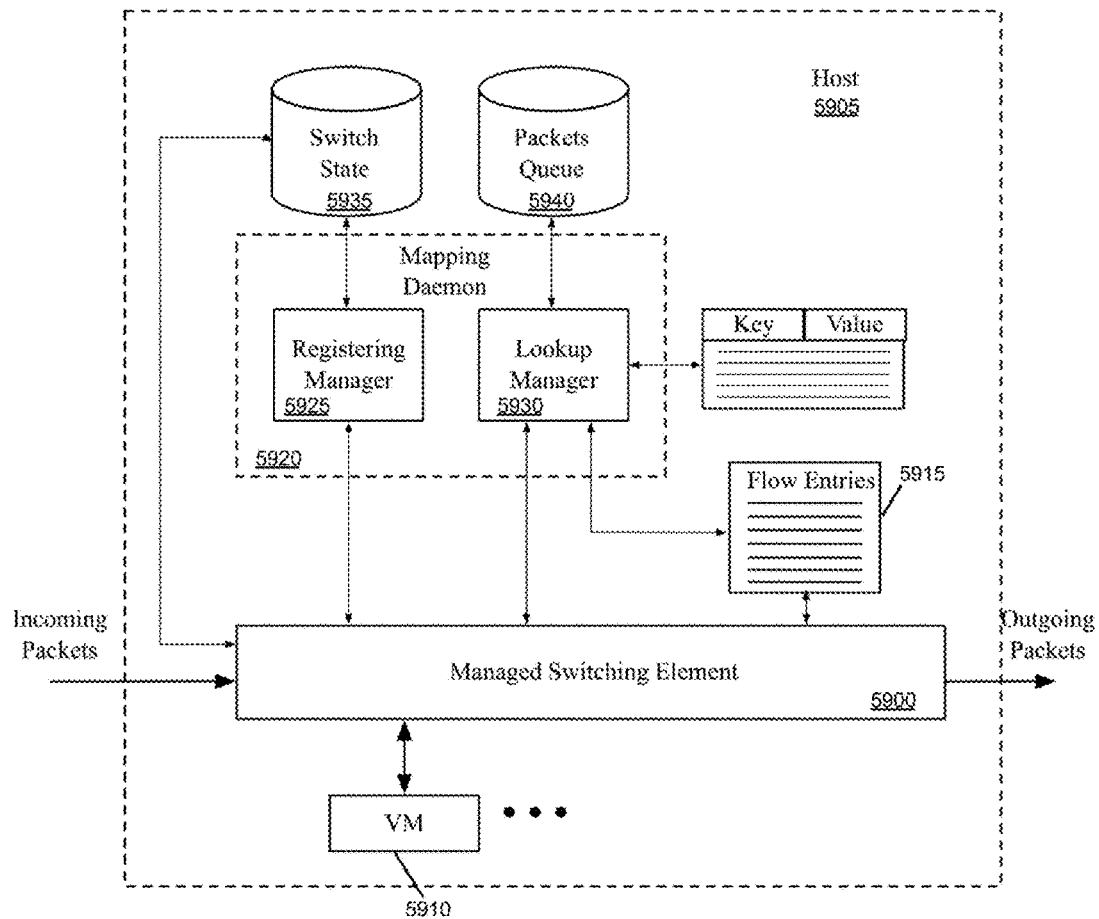 Host
5905
Switch
State
5935
Packets
Queue
5940
Mapping
Daemon
Registering
Manager
5925
Lookup
Manager
5930
Key
Value
5920
Flow Entries
5915
Incoming
Packets
Outgoing
Packets
Managed Switching Element
5900
VM
5910